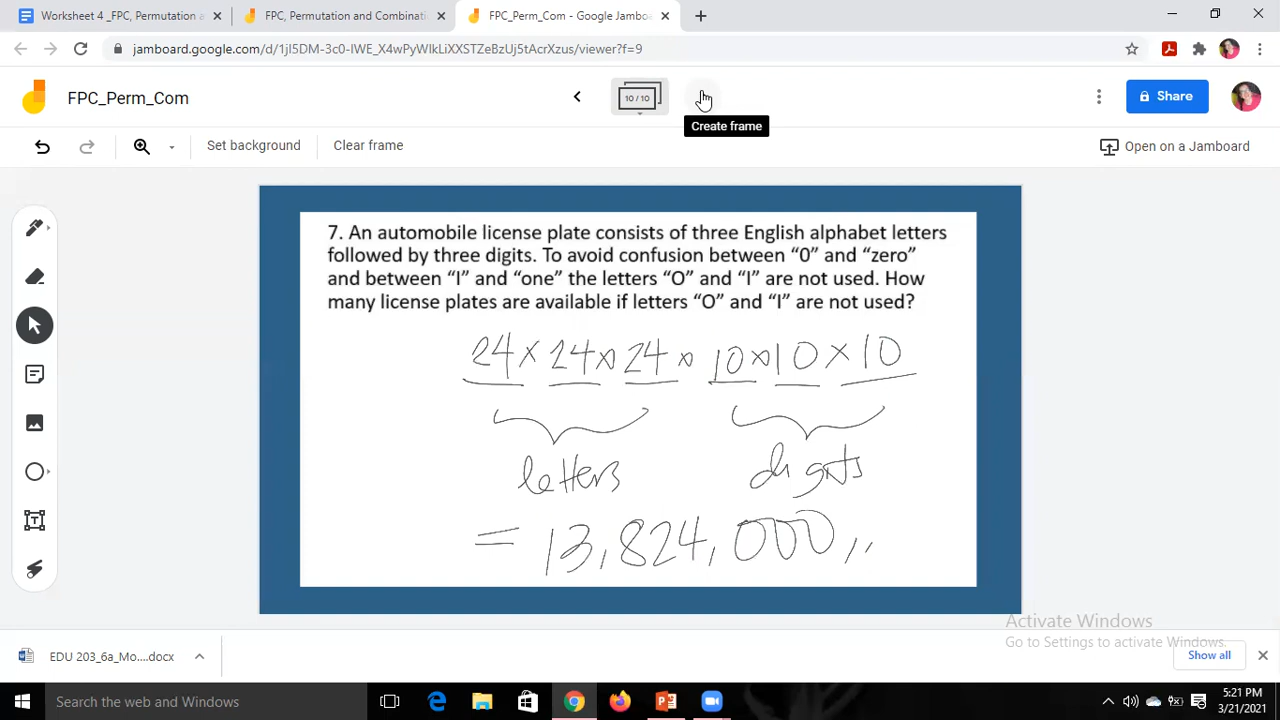 Worksheet 4 _FPC, Permutation a
FPC, Permutation and Combinati
FPC_Perm_Com - Google Jambo
jamboard.google.com/d/1jI5DM-3c0-IWE_X4wPyWIkLiXXSTZeBzUj5tAcrXzus/viewer?f=9
FPC_Perm_Com
10 / 10
Share
Create frame
Set background
Clear frame
Open on a Jamboard
7. An automobile license plate consists of three English alphabet letters
followed by three digits. To avoid confusion between “0” and “zero”
and between “I” and “one” the letters “O” and “I” are not used. How
many license plates are available if letters “O” and “I” are not used?
24 × 24 × 24 × 10 × 10 × 10
letters digits
= 13,824,000,,
Activate Windows
Go to Settings to activate Windows.
EDU 203_6a_Mo....docx
Show all
Search the web and Windows
5:21 PM
3/21/2021